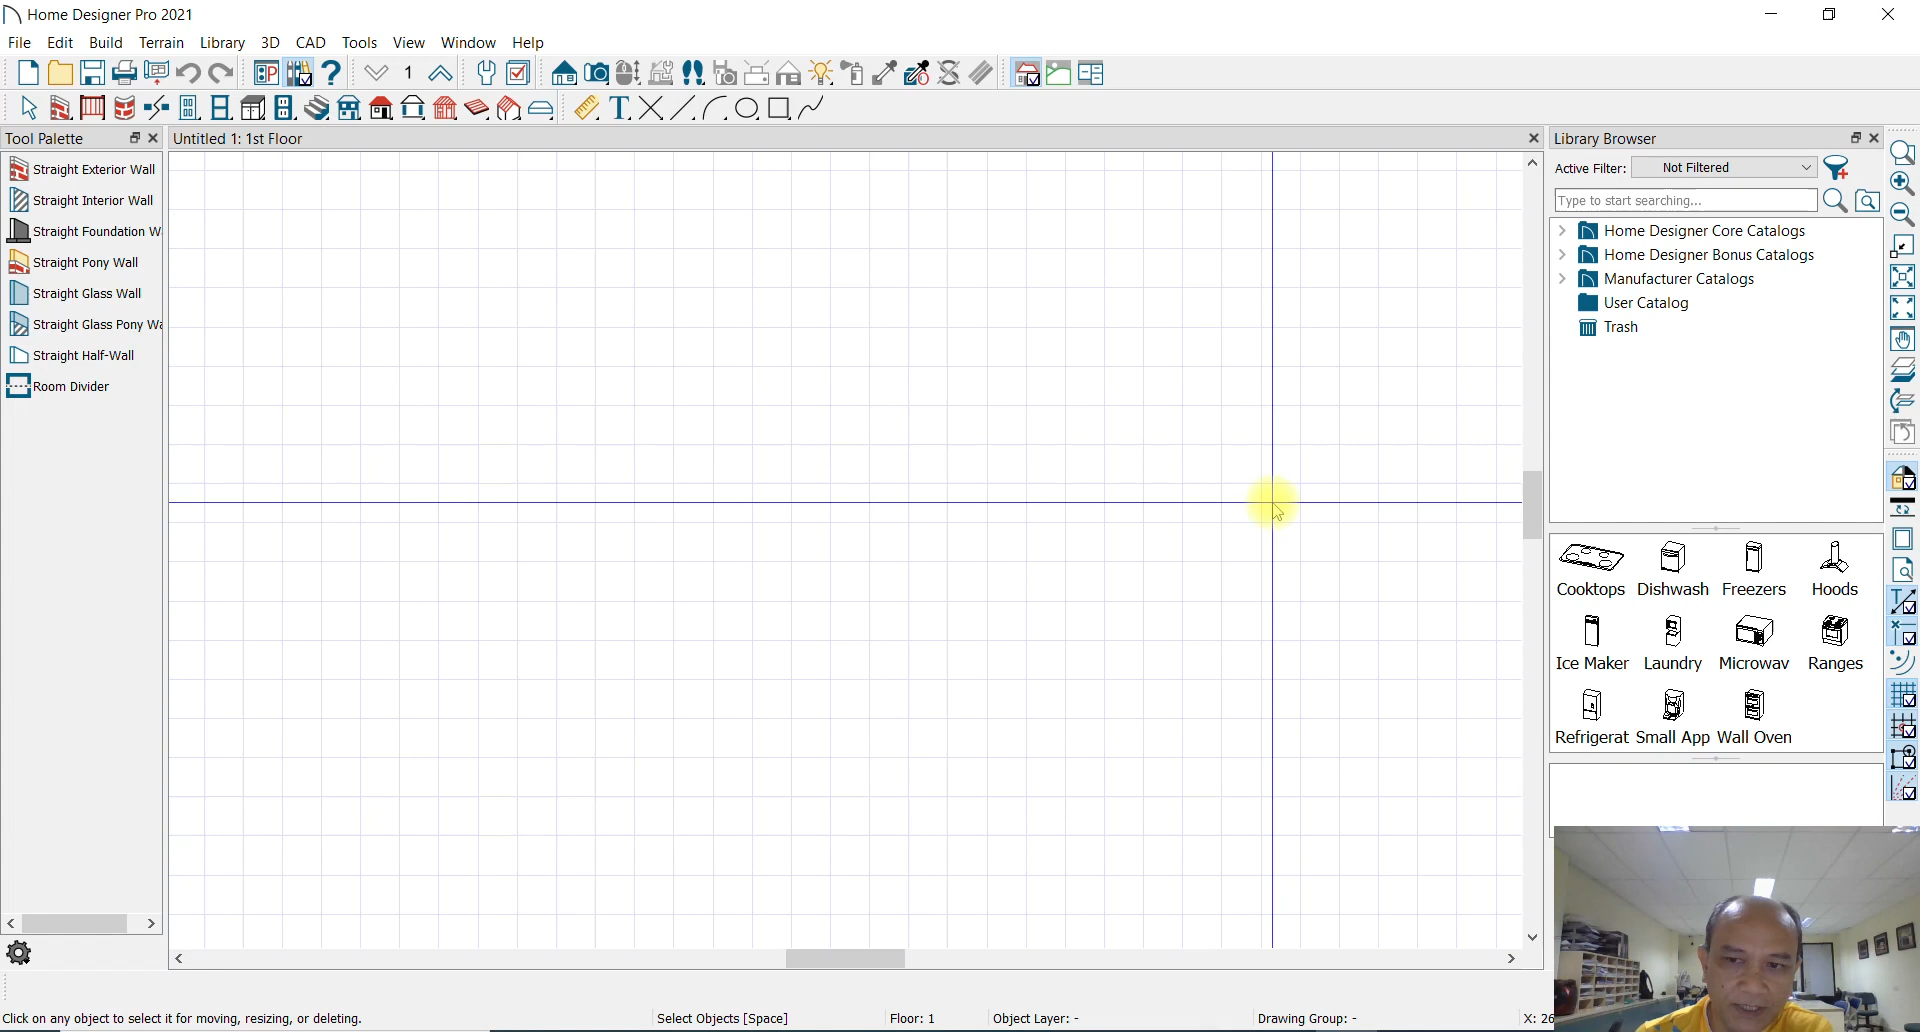 Home Designer Pro 2021
File Edit Build Terrain Library 3D CAD Tools View Window Help
1
Tool Palette
Untitled 1: 1st Floor
Library Browser
Straight Exterior Wall
Straight Interior Wall
Straight Foundation W
Straight Pony Wall
Straight Glass Wall
Straight Glass Pony Wa
Straight Half-Wall
Room Divider
Active Filter: Not Filtered
Type to start searching...
Home Designer Core Catalogs
Home Designer Bonus Catalogs
Manufacturer Catalogs
User Catalog
Trash
Cooktops Dishwash Freezers Hoods
Ice Maker Laundry Microwav Ranges
Refrigerat Small App Wall Oven
Click on any object to select it for moving, resizing, or deleting.
Select Objects [Space]
Floor: 1
Object Layer: -
Drawing Group: -
X: 26